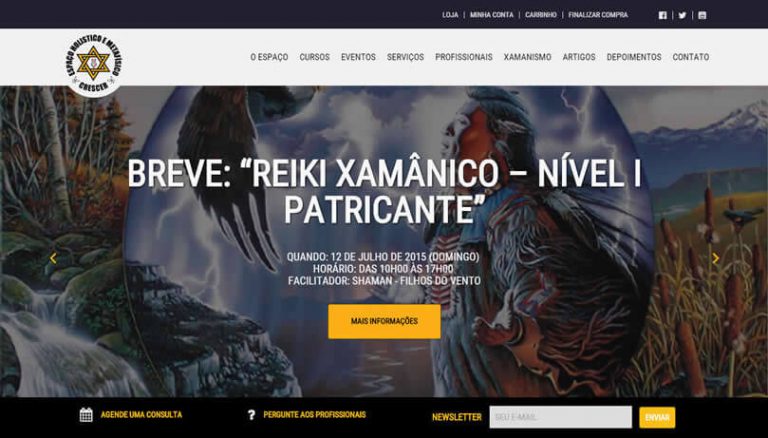 LOJA | MINHA CONTA | CARRINHO | FINALIZAR COMPRA
ESPAÇO HOLÍSTICO E METAFÍSICO
CRESCER
O ESPAÇO CURSOS EVENTOS SERVIÇOS PROFISSIONAIS XAMANISMO ARTIGOS DEPOIMENTOS CONTATO
BREVE: “REIKI XAMÂNICO – NÍVEL I
PATRICANTE”
QUANDO: 12 DE JULHO DE 2015 (DOMINGO)
HORÁRIO: DAS 10H00 ÀS 17H00
FACILITADOR: SHAMAN - FILHOS DO VENTO
MAIS INFORMAÇÕES
AGENDE UMA CONSULTA ? PERGUNTE AOS PROFISSIONAIS NEWSLETTER SEU E-MAIL ENVIAR